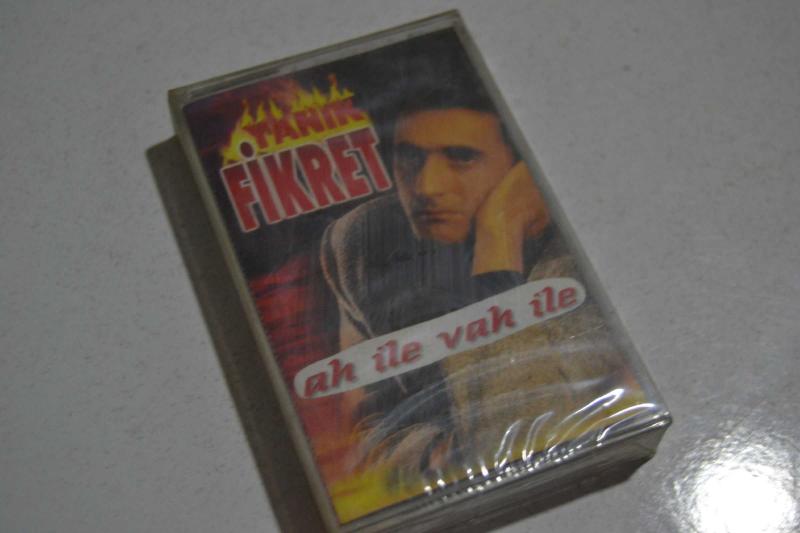 YANIK
FİKRET
ah ile vah ile